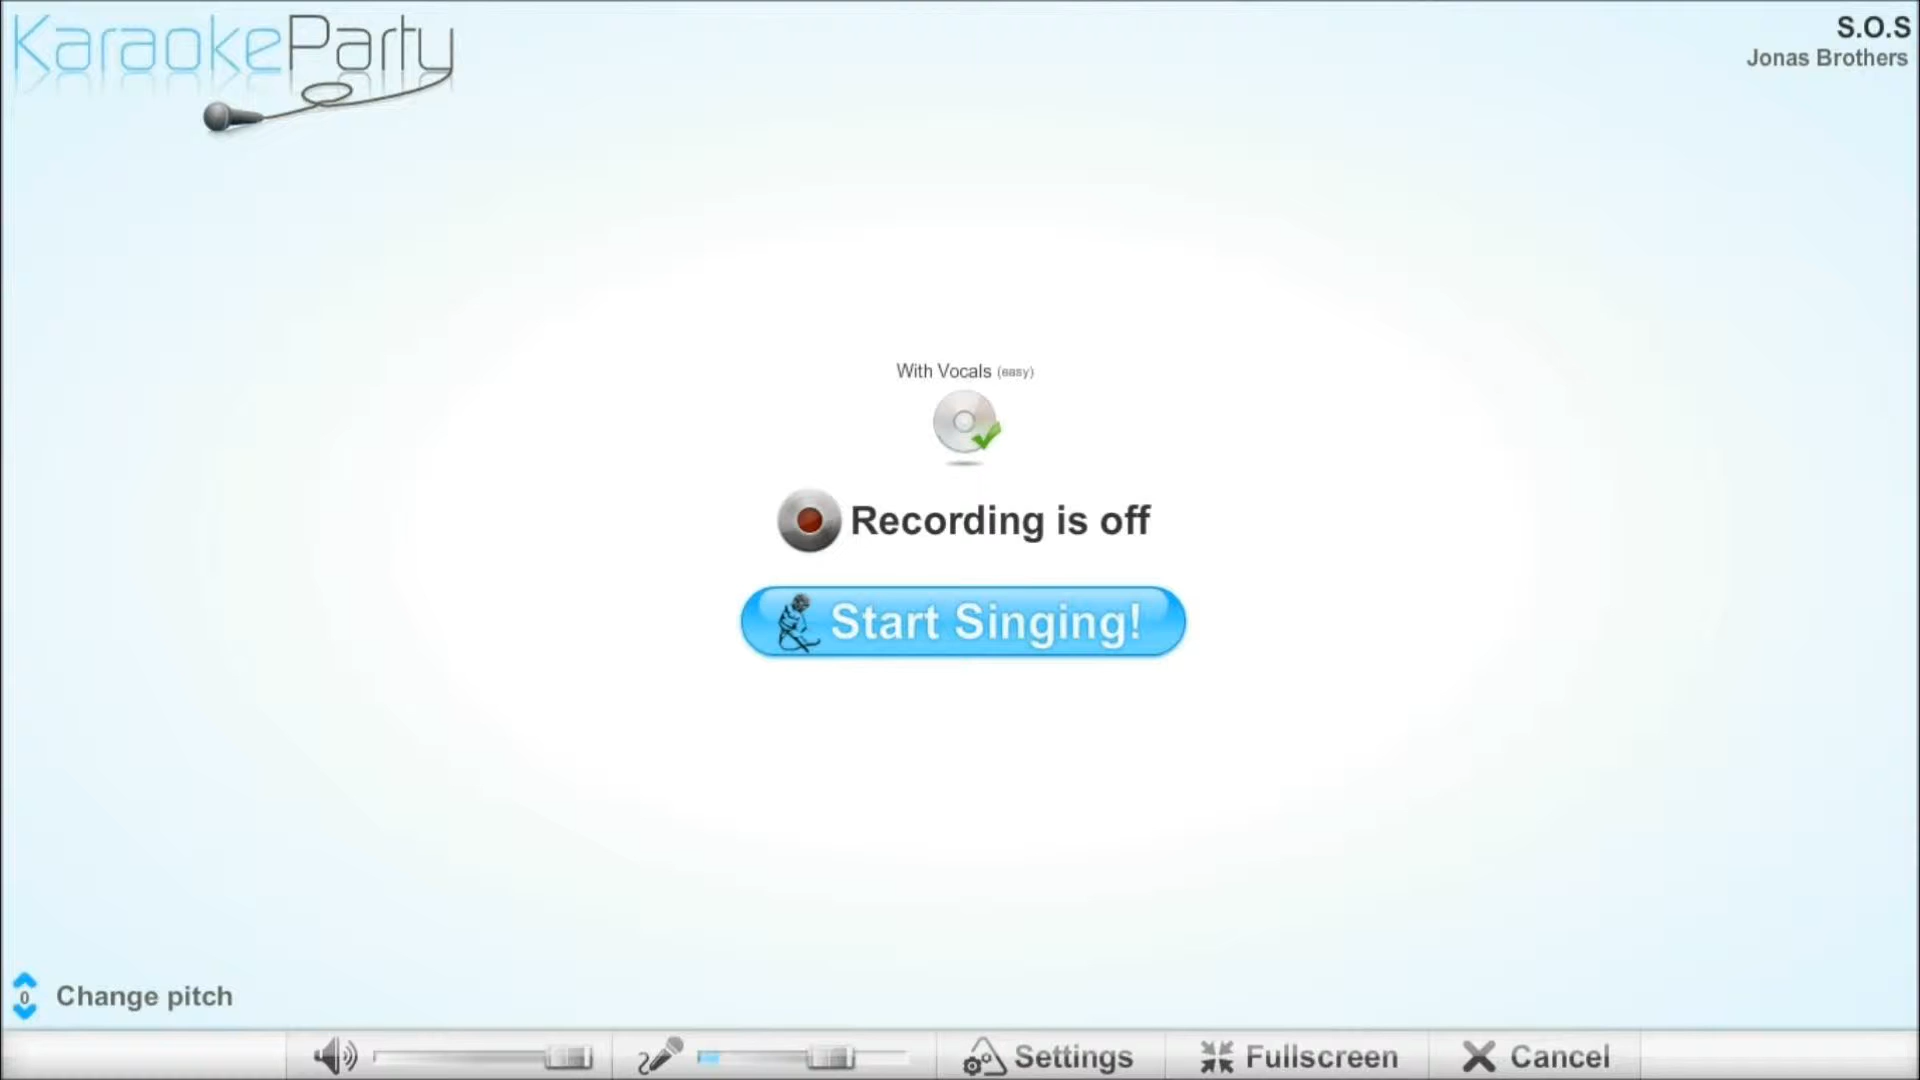 KaraokeParty
S.O.S
Jonas Brothers
With Vocals (easy)
Recording is off
Start Singing!
0 Change pitch
Settings Fullscreen Cancel